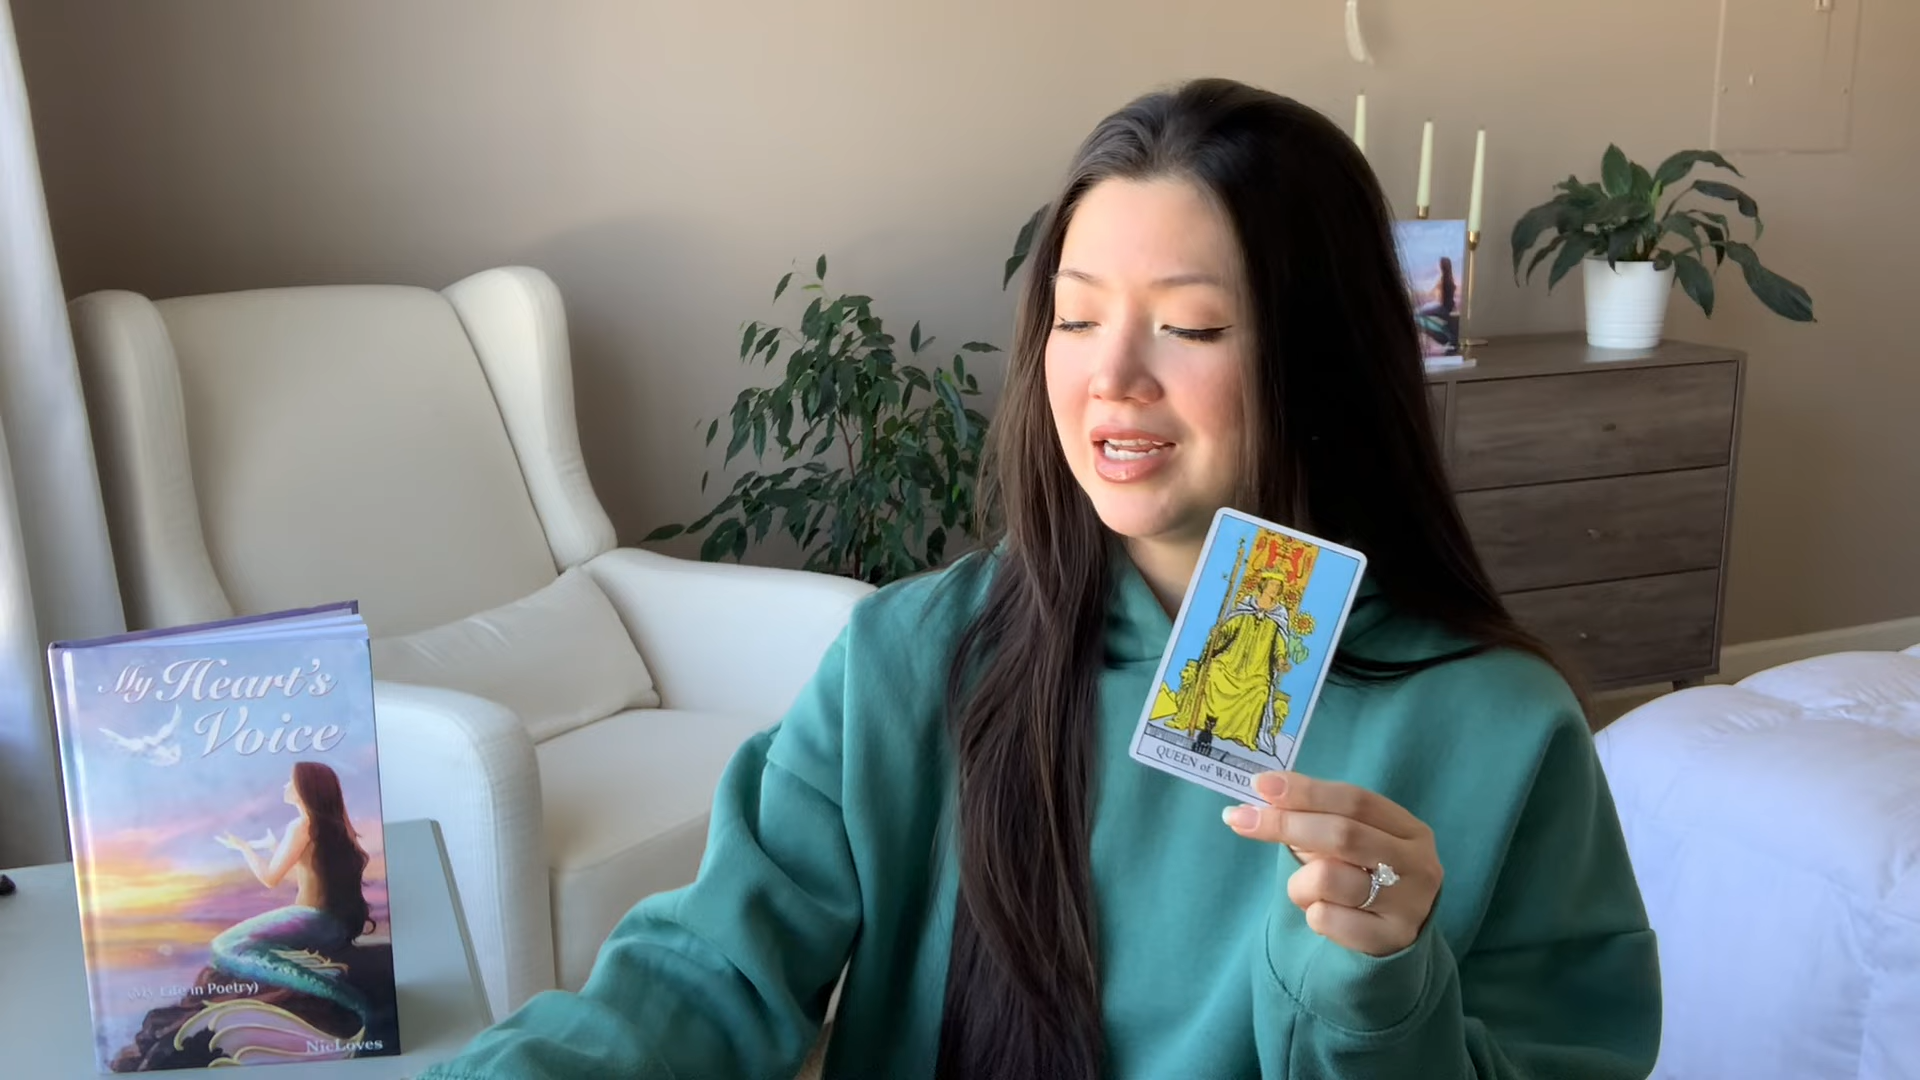 My Heart's
Voice
(My Life in Poetry)
NicLoves
QUEEN of WAND